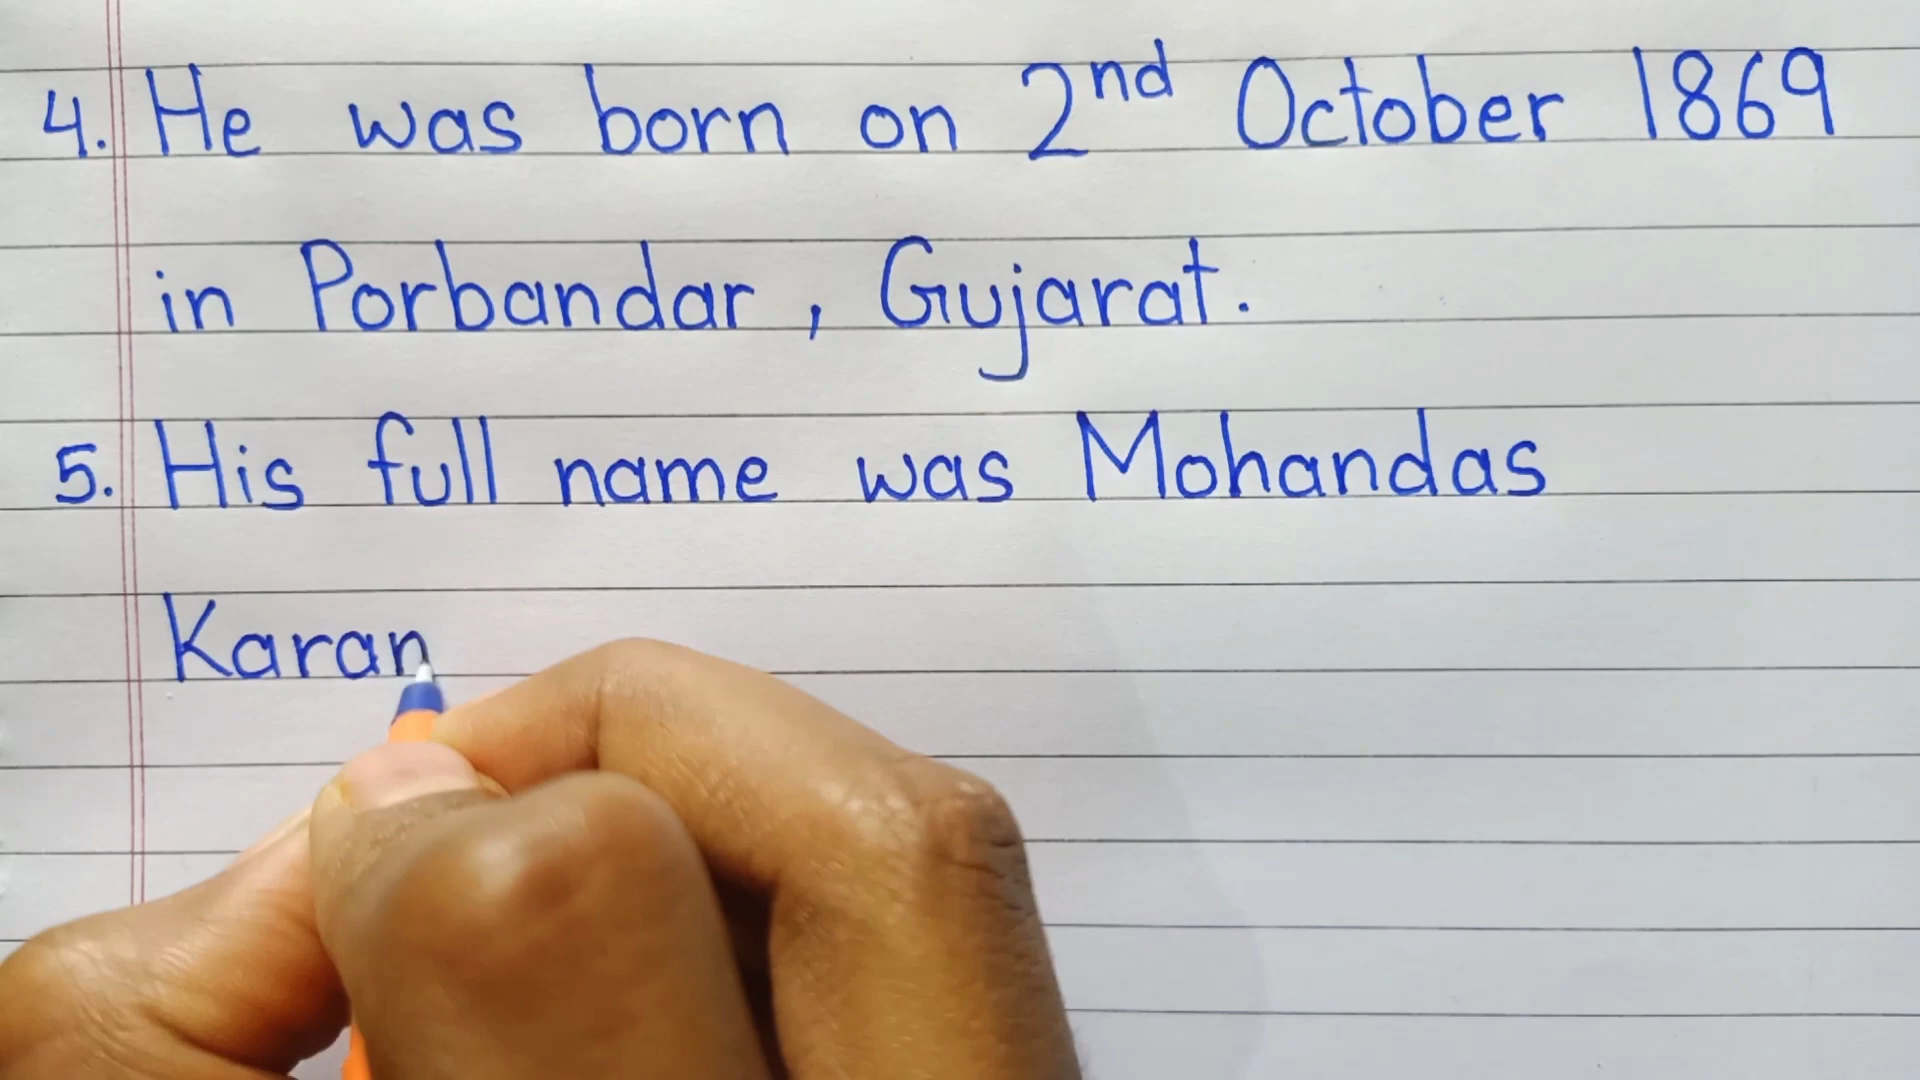 4. He was born on 2nd October 1869
in Porbandar, Gujarat.
5. His full name was Mohandas
Karan